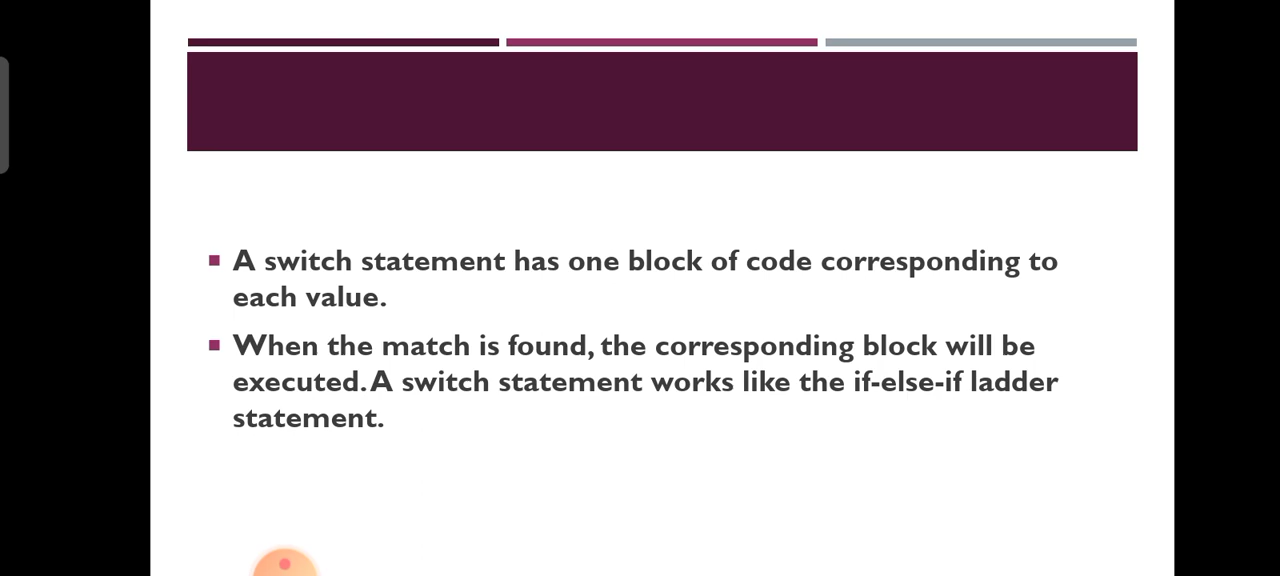 A switch statement has one block of code corresponding to
each value.
When the match is found, the corresponding block will be
executed. A switch statement works like the if-else-if ladder
statement.